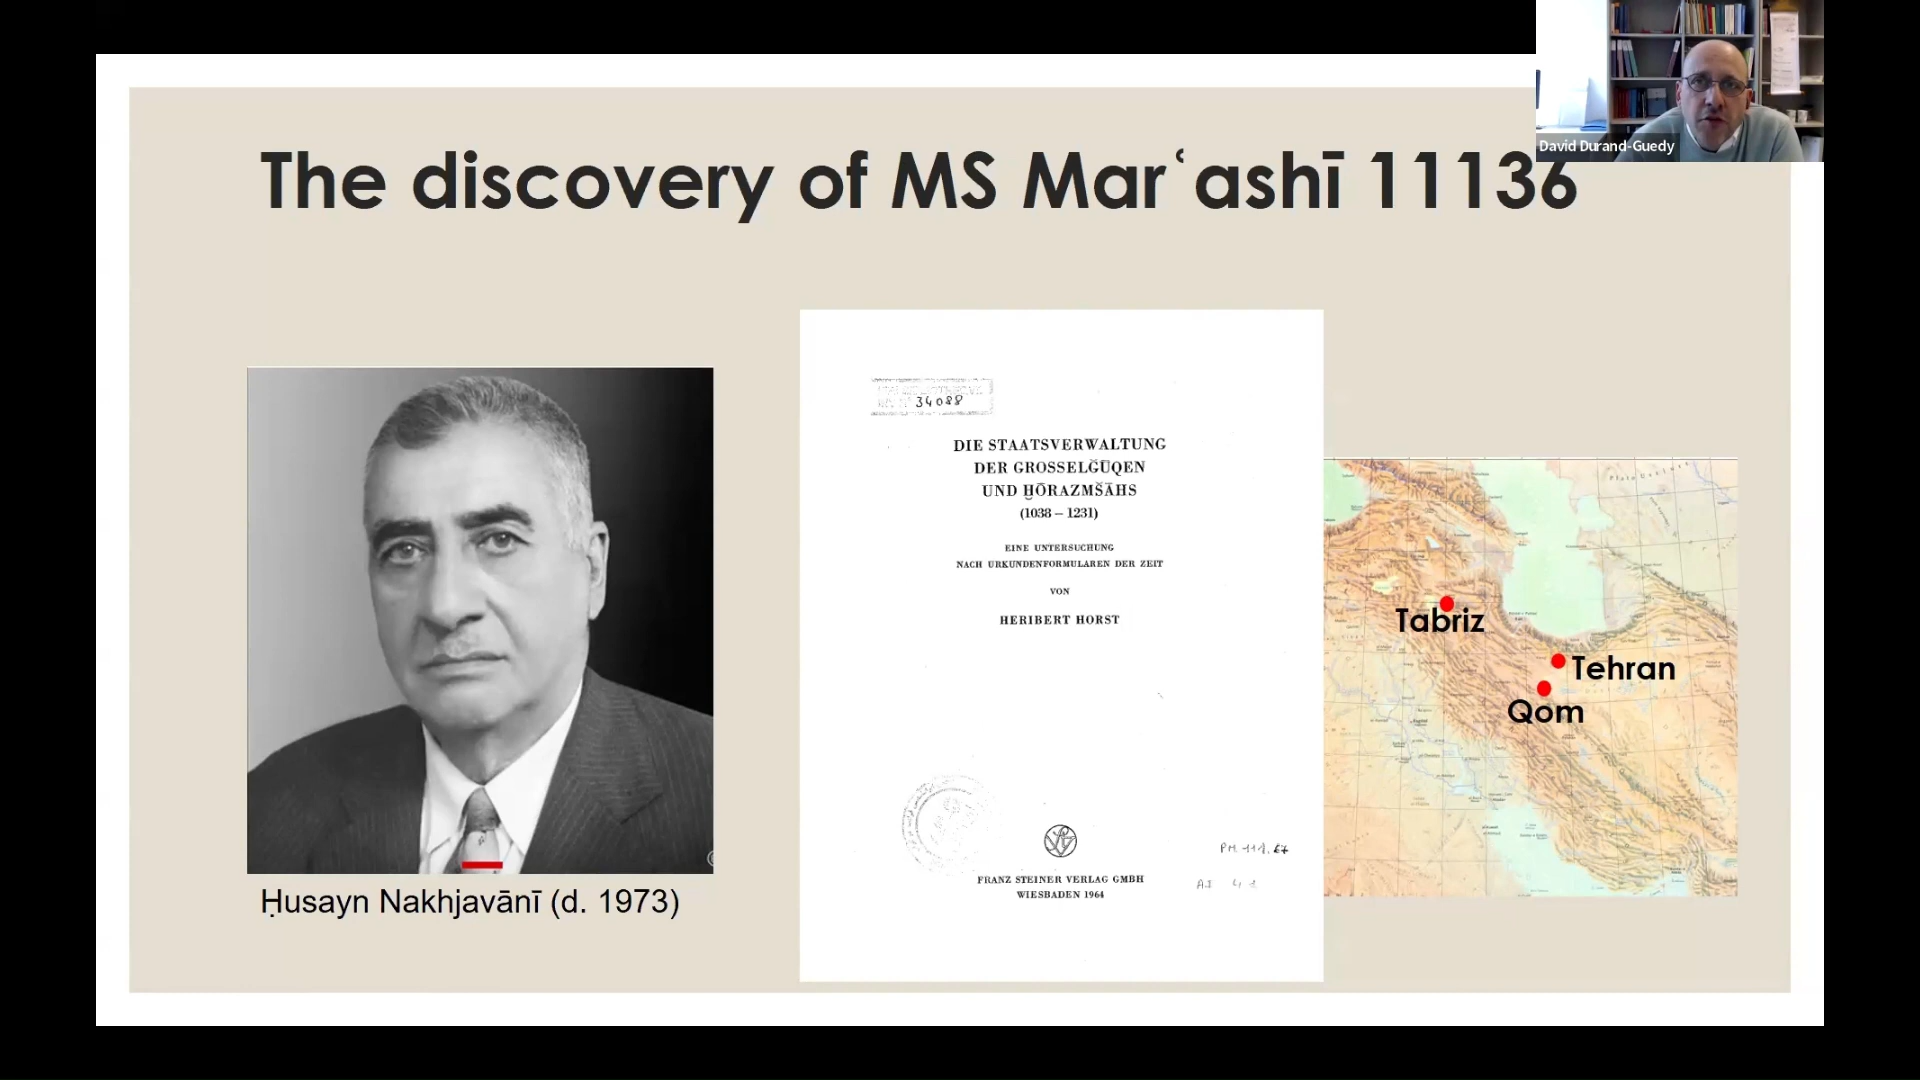 David Durand-Guedy
The discovery of MS Marʿashī 11136
34088
DIE STAATSVERWALTUNG
DER GROSSELǦŪQEN
UND ḪŌRAZMŠĀHS
(1038 – 1231)
EINE UNTERSUCHUNG
NACH URKUNDENFORMULAREN DER ZEIT
VON
HERIBERT HORST
FRANZ STEINER VERLAG GMBH
WIESBADEN 1964
Tabriz
Tehran
Qom
Ḥusayn Nakhjavānī (d. 1973)